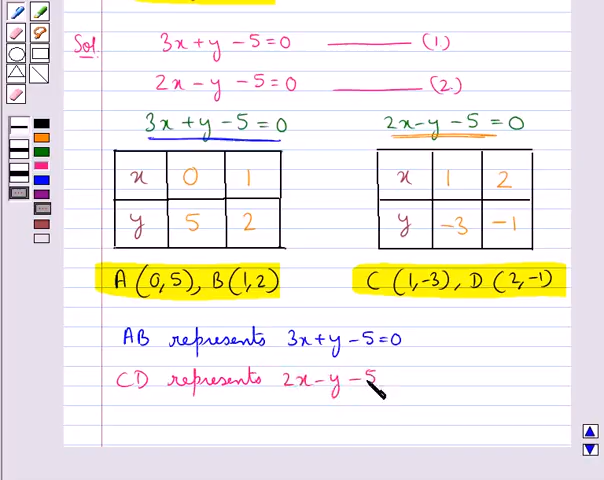 Sol. 3x + y - 5 = 0 ——— (1.)
2x - y - 5 = 0 ——— (2.)
3x + y - 5 = 0 2x - y - 5 = 0
x 0 1 x 1 2
y 5 2 y -3 -1
A (0,5), B(1,2) C (1,-3), D (2,-1)
AB represents 3x + y - 5 = 0
CD represents 2x - y - 5